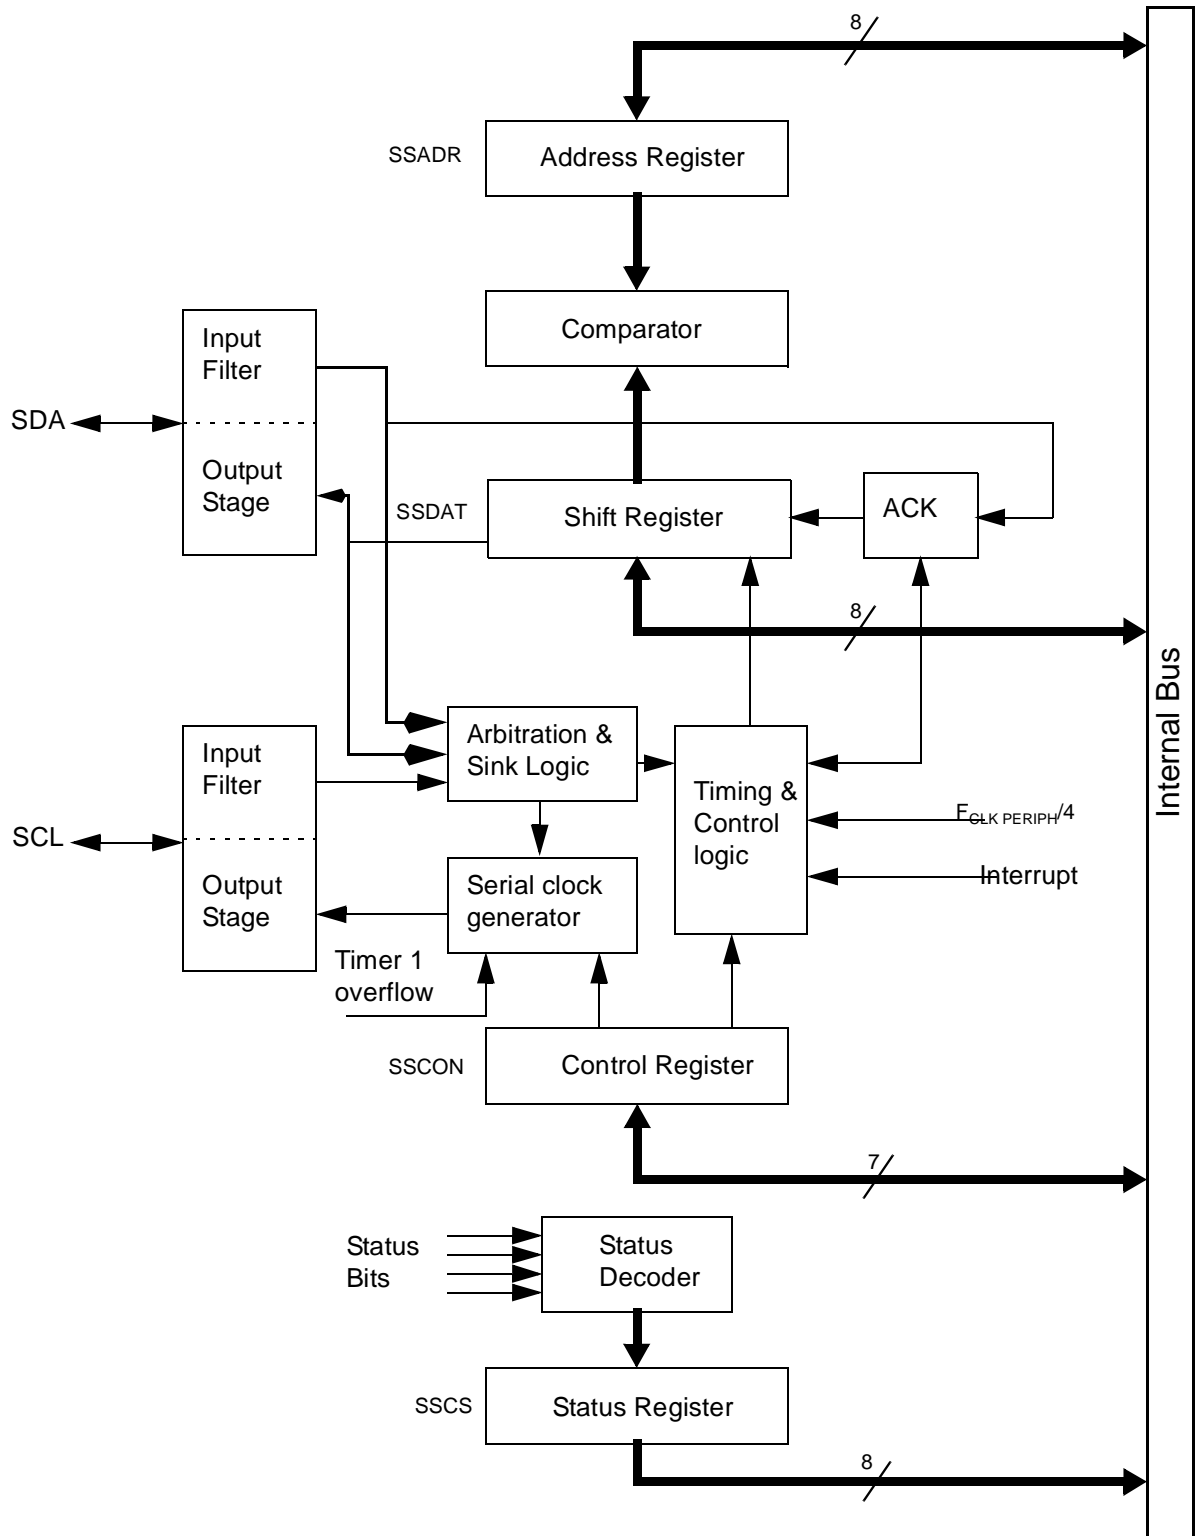 8
SSADR
Address Register
Comparator
Input
Filter
SDA
Output
Stage
SSDAT
Shift Register
ACK
8
Internal Bus
Input
Filter
SCL
Output
Stage
Arbitration &
Sink Logic
Timing &
Control
logic
FCLK PERIPH/4
Interrupt
Serial clock
generator
Timer 1
overflow
SSCON
Control Register
7
Status
Bits
Status
Decoder
SSCS
Status Register
8